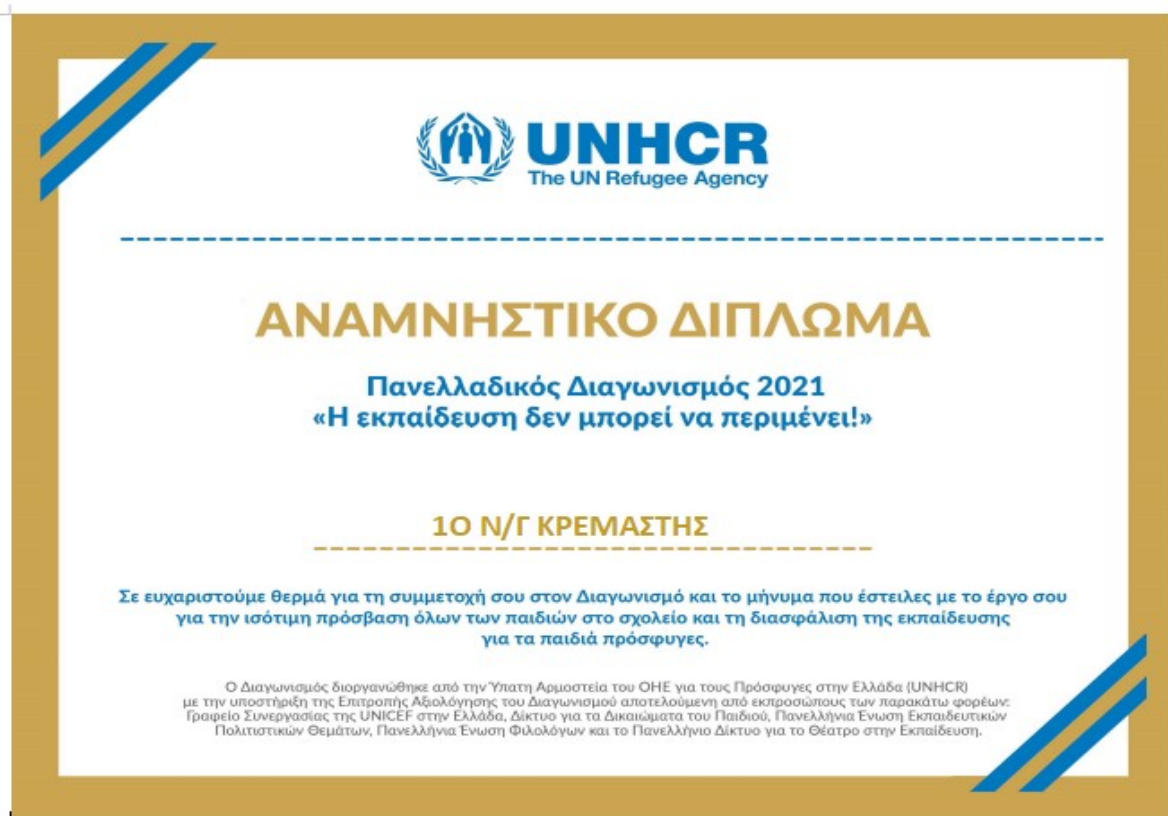 UNHCR
The UN Refugee Agency
ΑΝΑΜΝΗΣΤΙΚΟ ΔΙΠΛΩΜΑ
Πανελλαδικός Διαγωνισμός 2021
«Η εκπαίδευση δεν μπορεί να περιμένει!»
1Ο Ν/Γ ΚΡΕΜΑΣΤΗΣ
Σε ευχαριστούμε θερμά για τη συμμετοχή σου στον Διαγωνισμό και το μήνυμα που έστειλες με το έργο σου
για την ισότιμη πρόσβαση όλων των παιδιών στο σχολείο και τη διασφάλιση της εκπαίδευσης
για τα παιδιά πρόσφυγες.
Ο Διαγωνισμός διοργανώθηκε από την Ύπατη Αρμοστεία του ΟΗΕ για τους Πρόσφυγες στην Ελλάδα (UNHCR)
με την υποστήριξη της Επιτροπής Αξιολόγησης του Διαγωνισμού αποτελούμενη από εκπροσώπους των παρακάτω φορέων:
Γραφείο Συνεργασίας της UNICEF στην Ελλάδα, Δίκτυο για τα Δικαιώματα του Παιδιού, Πανελλήνια Ένωση Εκπαιδευτικών
Πολιτιστικών Θεμάτων, Πανελλήνια Ένωση Φιλολόγων και το Πανελλήνιο Δίκτυο για το Θέατρο στην Εκπαίδευση.